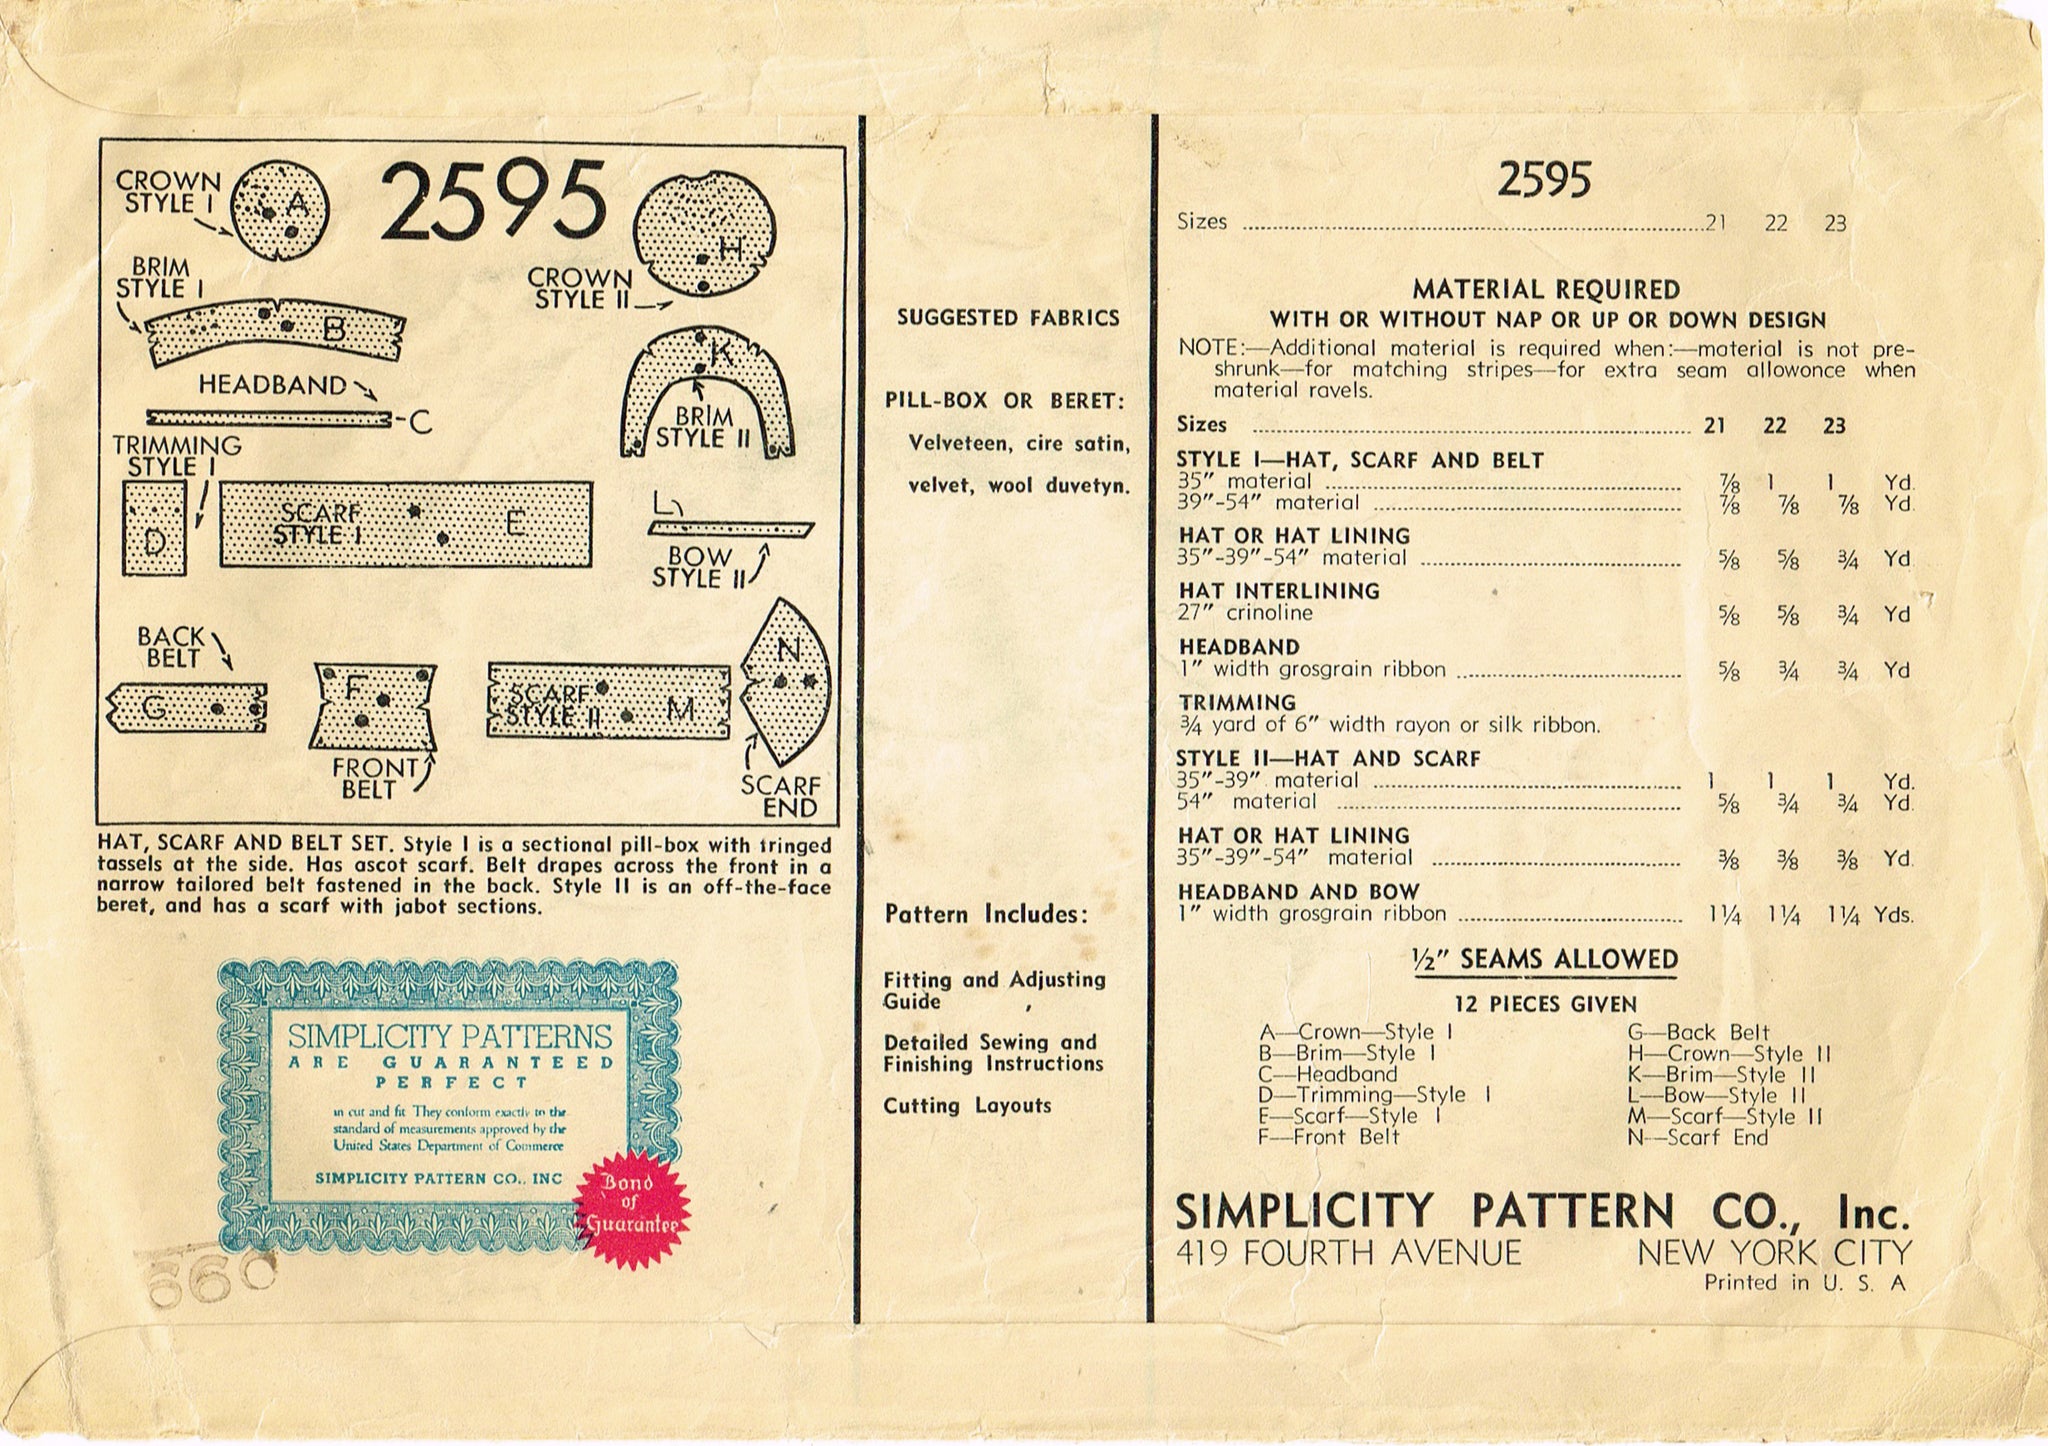 2595
CROWN
STYLE I
A
H
CROWN
STYLE II
BRIM
STYLE I
B
K
BRIM
STYLE II
HEADBAND
C
TRIMMING
STYLE I
D
SCARF
STYLE I
E
L
BOW
STYLE II
BACK
BELT
G
F
FRONT
BELT
SCARF
STYLE II
M
N
SCARF
END
HAT, SCARF AND BELT SET. Style I is a sectional pill-box with fringed
tassels at the side. Has ascot scarf. Belt drapes across the front in a
narrow tailored belt fastened in the back. Style II is an off-the-face
beret, and has a scarf with jabot sections.
SIMPLICITY PATTERNS
ARE GUARANTEED
PERFECT
in cut and fit They conform exactly to the
standard of measurements approved by the
United States Department of Commerce
SIMPLICITY PATTERN CO., INC
Bond
of
Guarantee
660
SUGGESTED FABRICS
PILL-BOX OR BERET:
Velveteen, cire satin,
velvet, wool duvetyn.
Pattern Includes:
Fitting and Adjusting
Guide
Detailed Sewing and
Finishing Instructions
Cutting Layouts
2595
Sizes 21 22 23
MATERIAL REQUIRED
WITH OR WITHOUT NAP OR UP OR DOWN DESIGN
NOTE:—Additional material is required when:—material is not pre-
shrunk—for matching stripes—for extra seam allowonce when
material ravels.
Sizes 21 22 23
STYLE I—HAT, SCARF AND BELT
35" material ⅞ 1 1 Yd.
39"-54" material ⅞ ⅞ ⅞ Yd.
HAT OR HAT LINING
35"-39"-54" material ⅝ ⅝ ¾ Yd.
HAT INTERLINING
27" crinoline ⅝ ⅝ ¾ Yd
HEADBAND
1" width grosgrain ribbon ⅝ ¾ ¾ Yd
TRIMMING
¾ yard of 6" width rayon or silk ribbon.
STYLE II—HAT AND SCARF
35"-39" material 1 1 1 Yd.
54" material ⅝ ¾ ¾ Yd.
HAT OR HAT LINING
35"-39"-54" material ⅜ ⅜ ⅜ Yd.
HEADBAND AND BOW
1" width grosgrain ribbon 1¼ 1¼ 1¼ Yds.
½" SEAMS ALLOWED
12 PIECES GIVEN
A—Crown—Style I
B—Brim—Style I
C—Headband
D—Trimming—Style I
E—Scarf—Style I
F—Front Belt
G—Back Belt
H—Crown—Style II
K—Brim—Style II
L—Bow—Style II
M—Scarf—Style II
N—Scarf End
SIMPLICITY PATTERN CO., Inc.
419 FOURTH AVENUE NEW YORK CITY
Printed in U. S. A